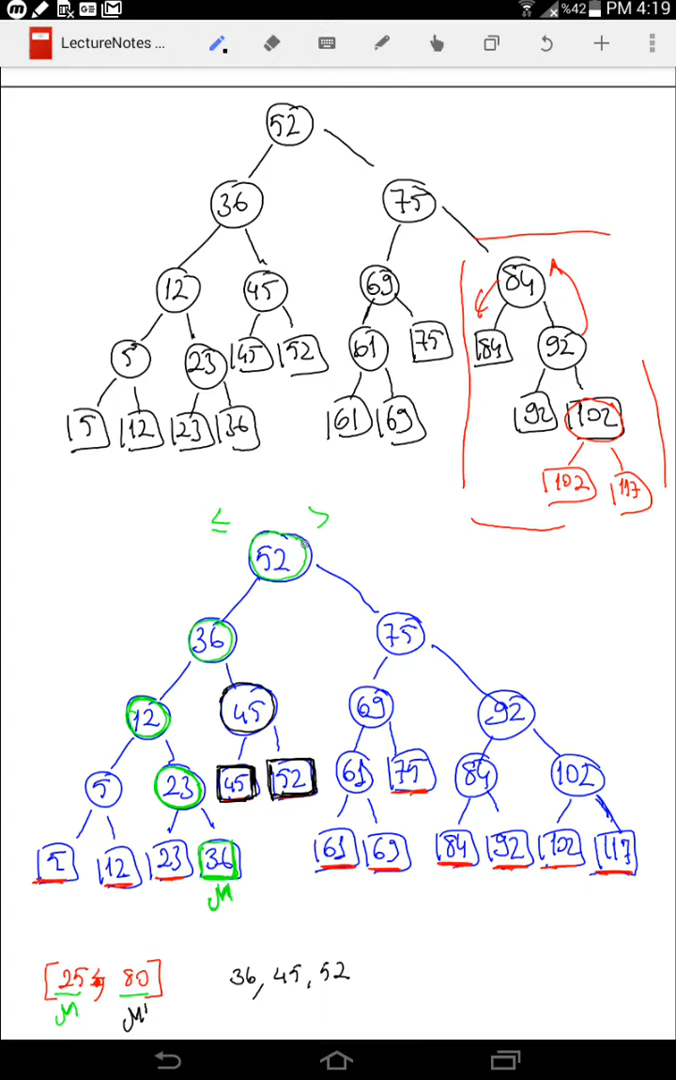 %42 PM 4:19
LectureNotes ...
52
36 75
12 45 69 84
5 23 45 52 61 75 84 92
5 12 23 36 61 69 92 102
102 117
≤ >
52
36 75
12 45 69 92
5 23 45 52 61 75 84 102
5 12 23 36 61 69 84 92 102 117
M
[25 80] 36, 45, 52
M M'